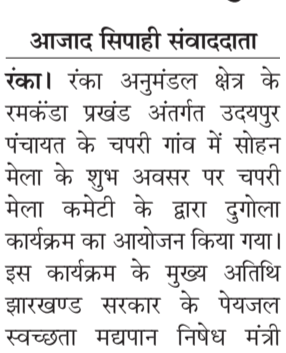 आजाद सिपाही संवाददाता
रंका। रंका अनुमंडल क्षेत्र के
रमकंडा प्रखंड अंतर्गत उदयपुर
पंचायत के चपरी गांव में सोहन
मेला के शुभ अवसर पर चपरी
मेला कमेटी के द्वारा दुगोला
कार्यक्रम का आयोजन किया गया।
इस कार्यक्रम के मुख्य अतिथि
झारखण्ड सरकार के पेयजल
स्वच्छता मद्यपान निषेध मंत्री